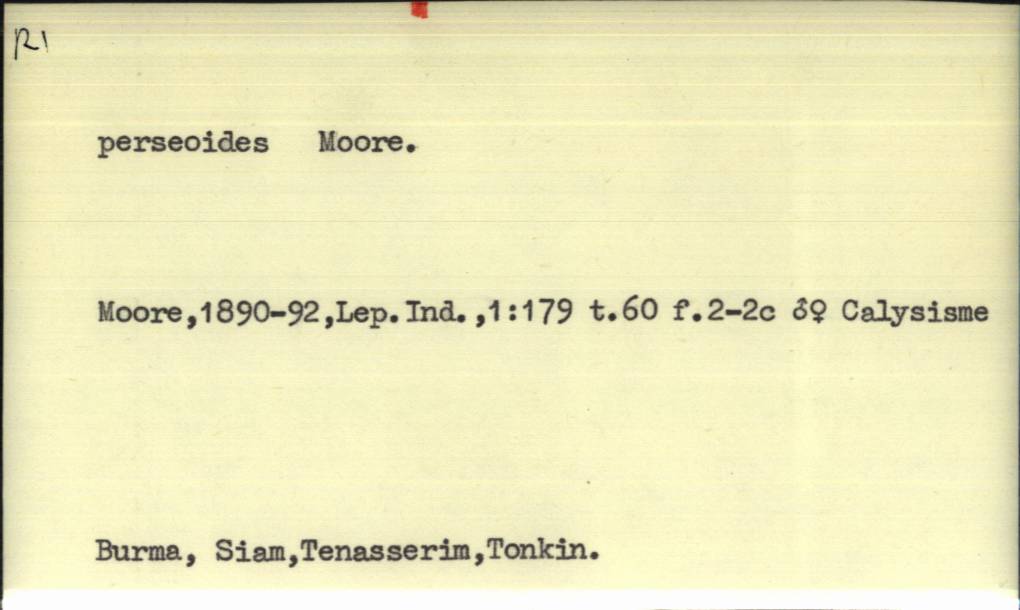 R1
perseoides Moore.
Moore,1890-92,Lep.Ind.,1:179 t.60 f.2-2c ♂♀ Calysisme
Burma, Siam,Tenasserim,Tonkin.